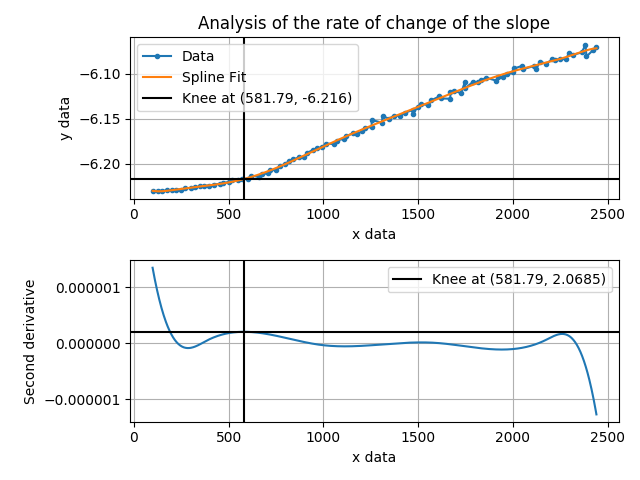 Analysis of the rate of change of the slope
Data
Spline Fit
Knee at (581.79, -6.216)
y data
−6.10
−6.15
−6.20
0 500 1000 1500 2000 2500
x data
Knee at (581.79, 2.0685)
Second derivative
0.000001
0.000000
−0.000001
0 500 1000 1500 2000 2500
x data